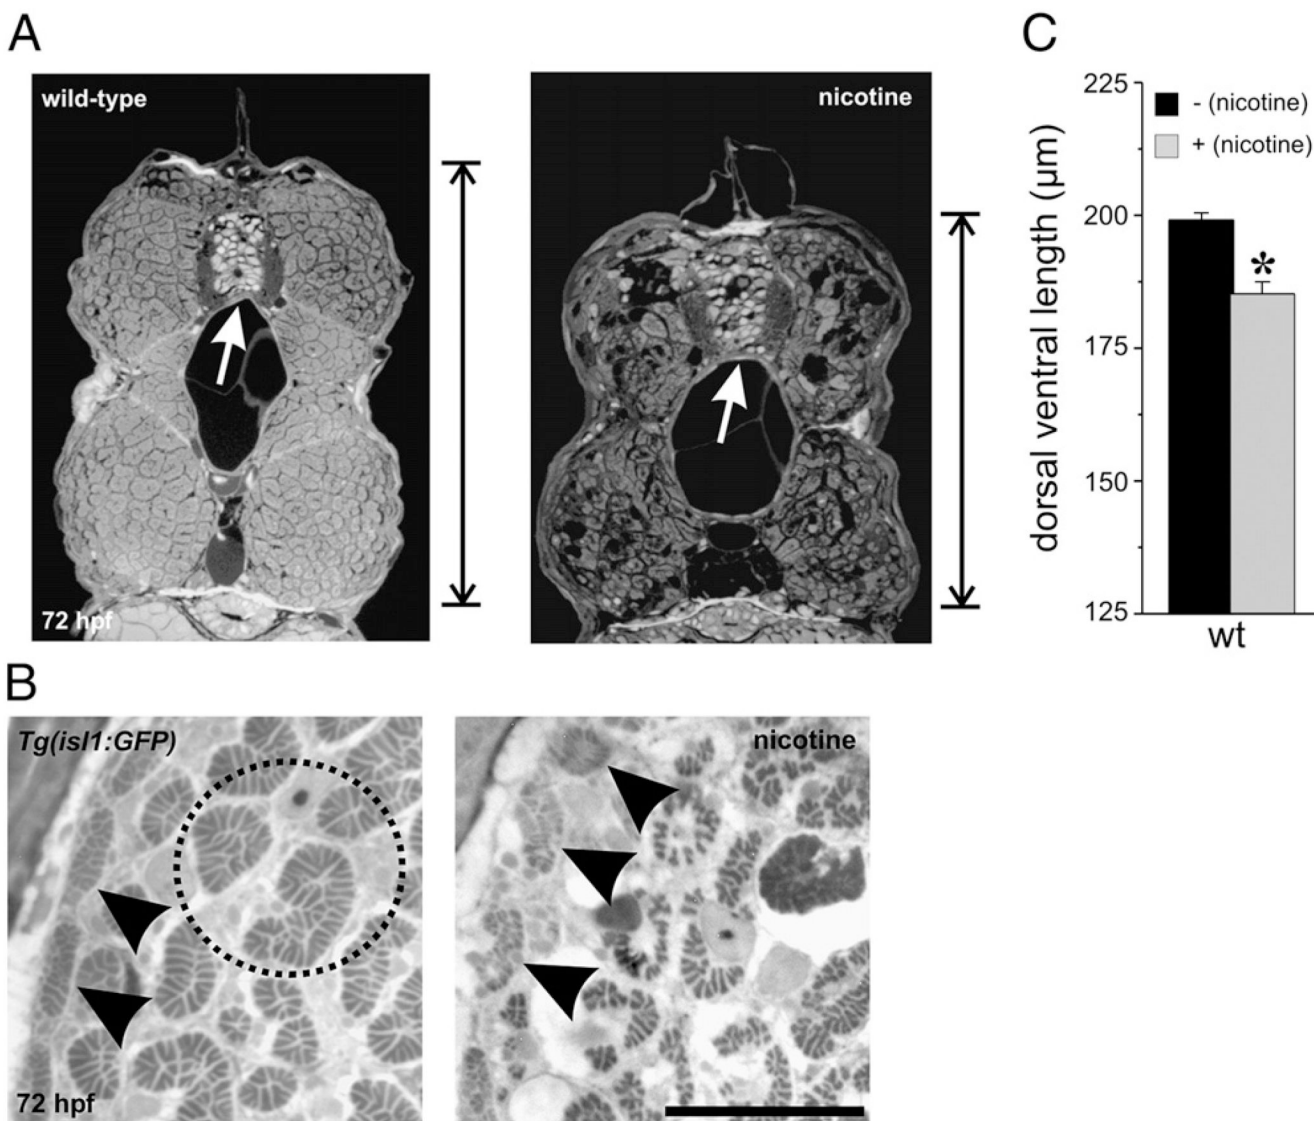 A
wild-type
72 hpf
nicotine
C
dorsal ventral length (µm)
225
200
175
150
125
- (nicotine)
+ (nicotine)
*
wt
B
Tg(isl1:GFP)
72 hpf
nicotine